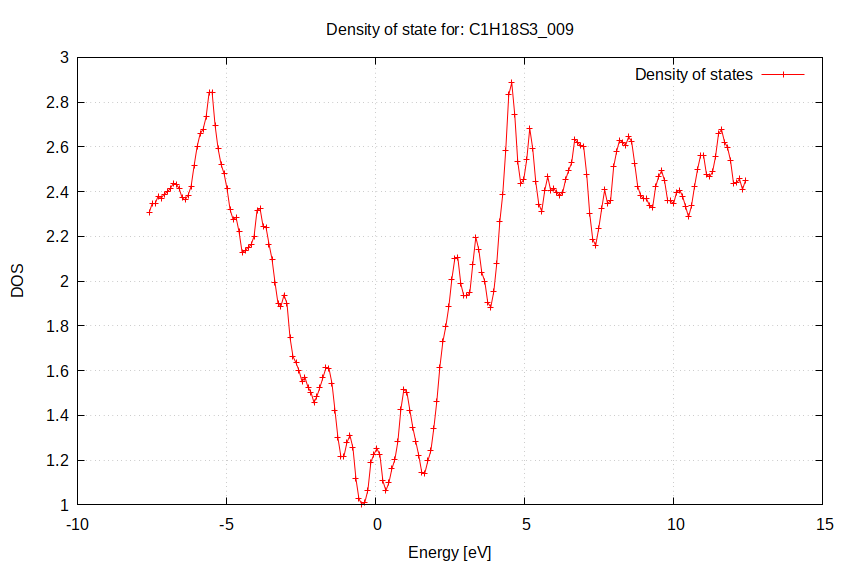 Density of state for: C1H18S3_009
Density of states
3
2.8
2.6
2.4
2.2
2
1.8
1.6
1.4
1.2
1
DOS
-10 -5 0 5 10 15
Energy [eV]